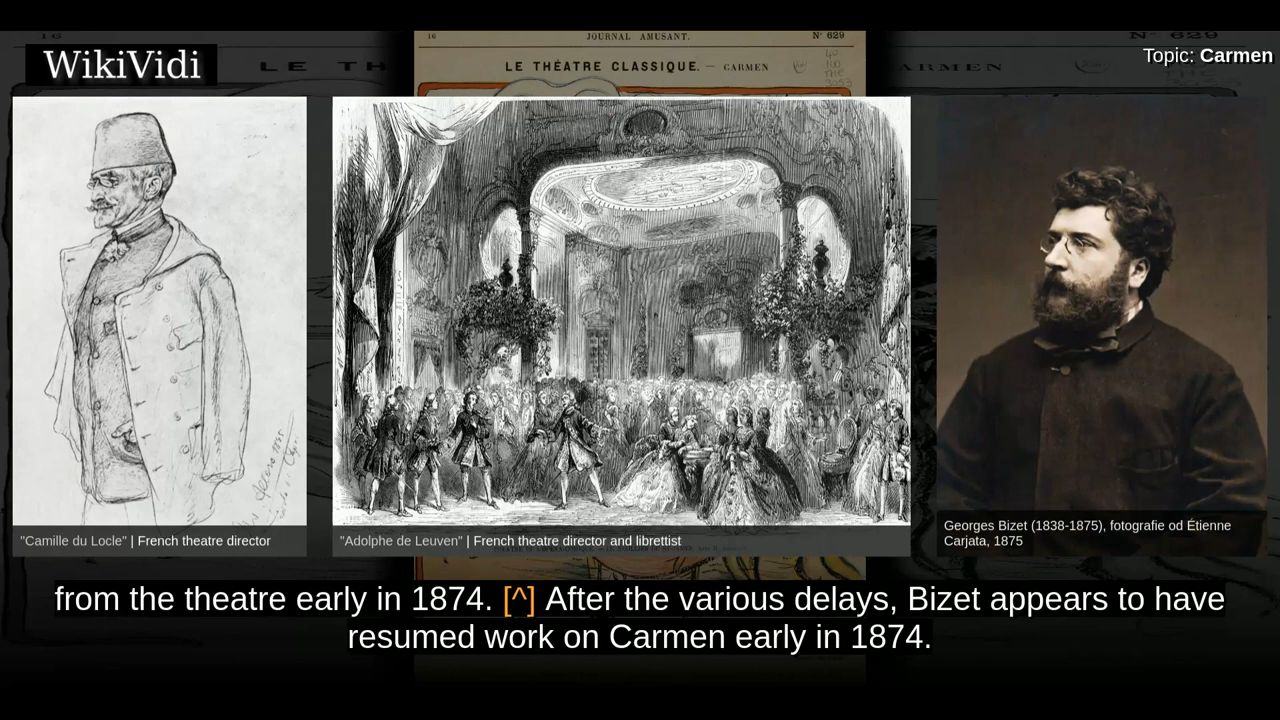 16 JOURNAL AMUSANT. N° 629
WikiVidi
LE THÉATRE CLASSIQUE. — CARMEN
Topic: Carmen
"Camille du Locle" | French theatre director
"Adolphe de Leuven" | French theatre director and librettist
Georges Bizet (1838-1875), fotografie od Étienne
Carjata, 1875
from the theatre early in 1874. [^] After the various delays, Bizet appears to have
resumed work on Carmen early in 1874.